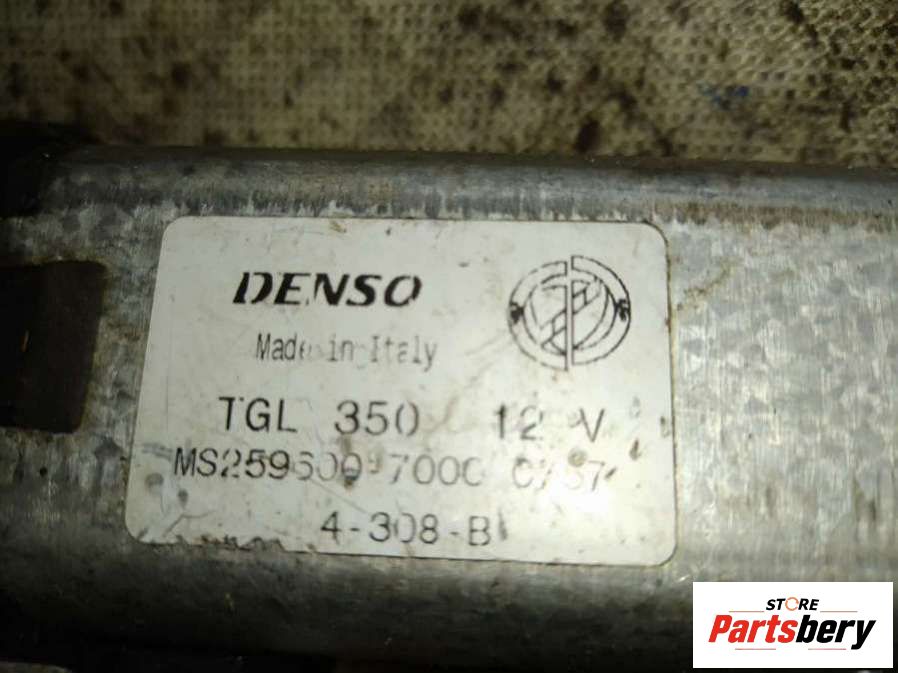 DENSO
Made in Italy
TGL 350 12 V
MS259600-7000
4-308-B
STORE
Partsbery